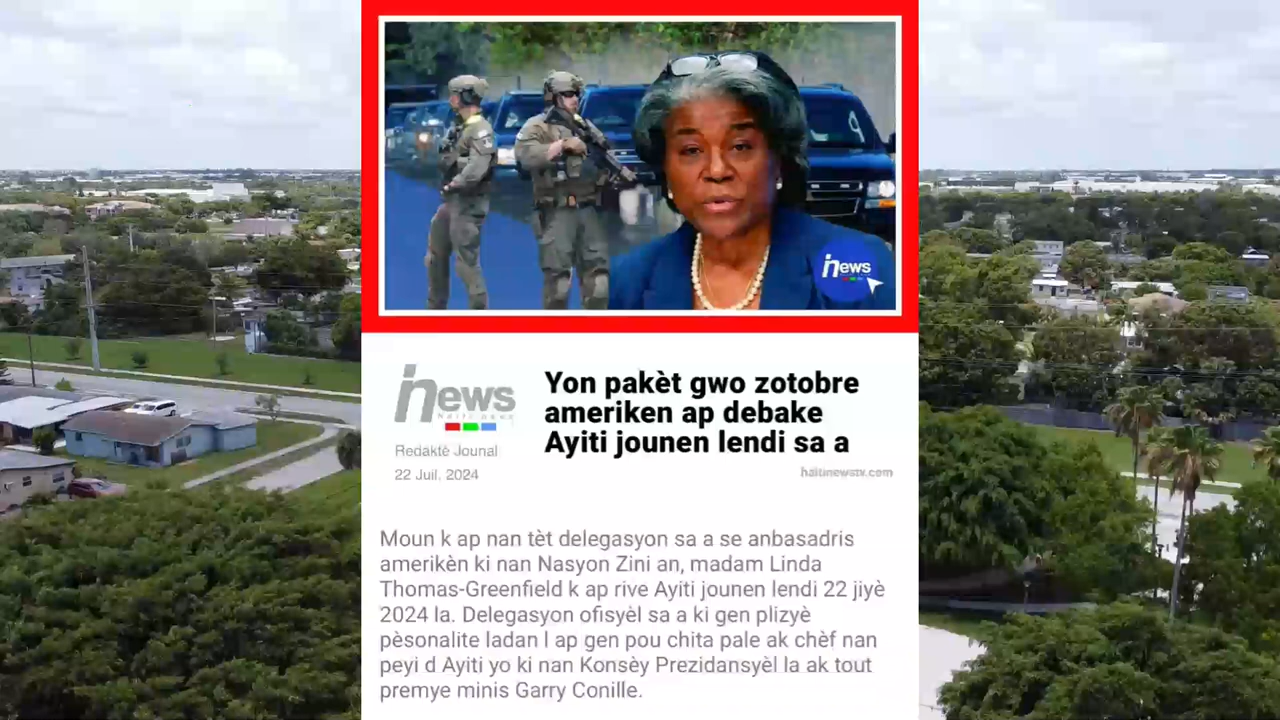 inews
inews
Haiti news
Yon pakèt gwo zotobre
ameriken ap debake
Ayiti jounen lendi sa a
Redaktè Jounal
22 Juil, 2024
haitinewstv.com
Moun k ap nan tèt delegasyon sa a se anbasadris
amerikèn ki nan Nasyon Zini an, madam Linda
Thomas-Greenfield k ap rive Ayiti jounen lendi 22 jiyè
2024 la. Delegasyon ofisyèl sa a ki gen plizyè
pèsonalite ladan l ap gen pou chita pale ak chèf nan
peyi d Ayiti yo ki nan Konsèy Prezidansyèl la ak tout
premye minis Garry Conille.